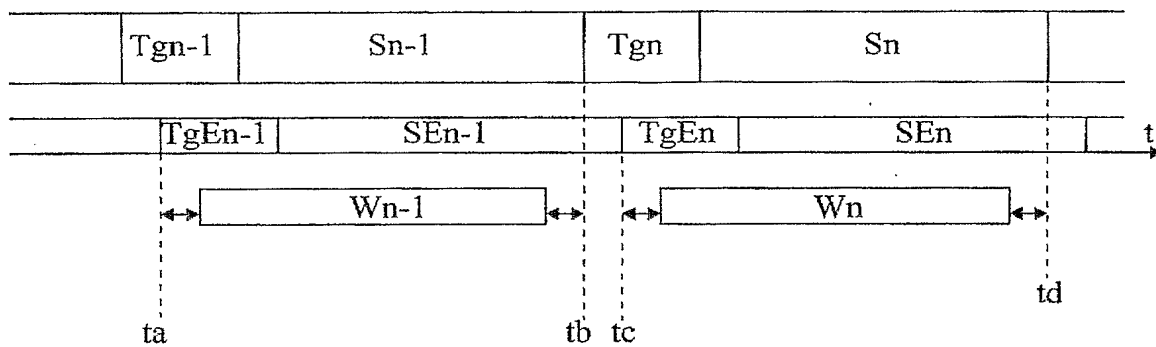 Tgn-1 Sn-1 Tgn Sn
TgEn-1 SEn-1 TgEn SEn t
Wn-1 Wn
ta tb tc td